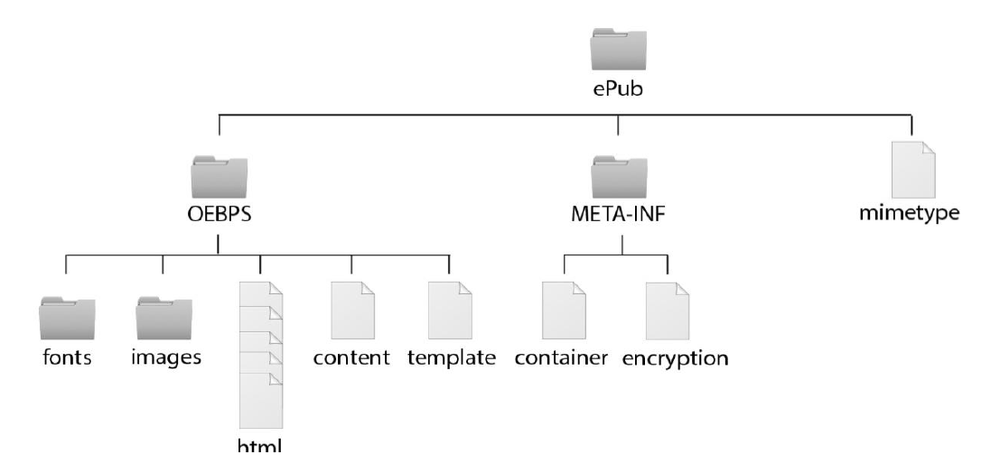 ePub
OEBPS
META-INF
mimetype
fonts
images
content
template
container
encryption
html